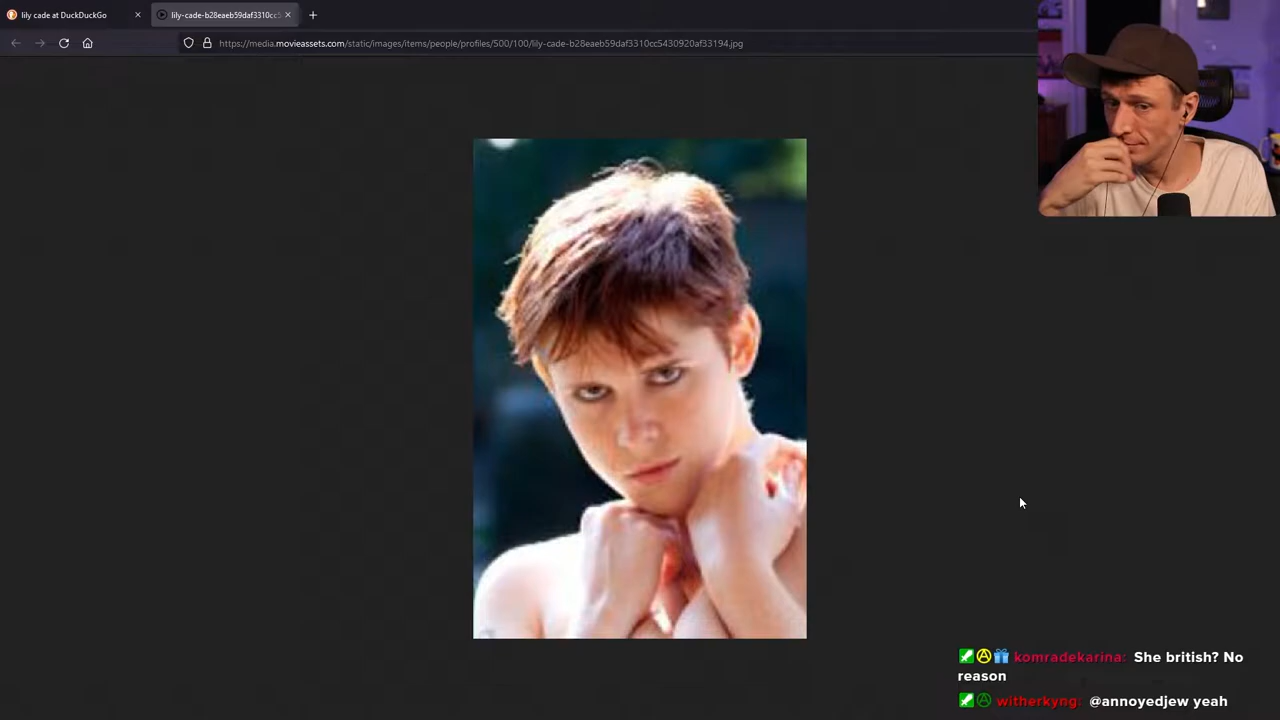 lily cade at DuckDuckGo
lily-cade-b28eaeb59daf3310cc5
https://media.movieassets.com/static/images/items/people/profiles/500/100/lily-cade-b28eaeb59daf3310cc5430920af33194.jpg
komradekarina: She british? No
reason
witherkyng: @annoyedjew yeah